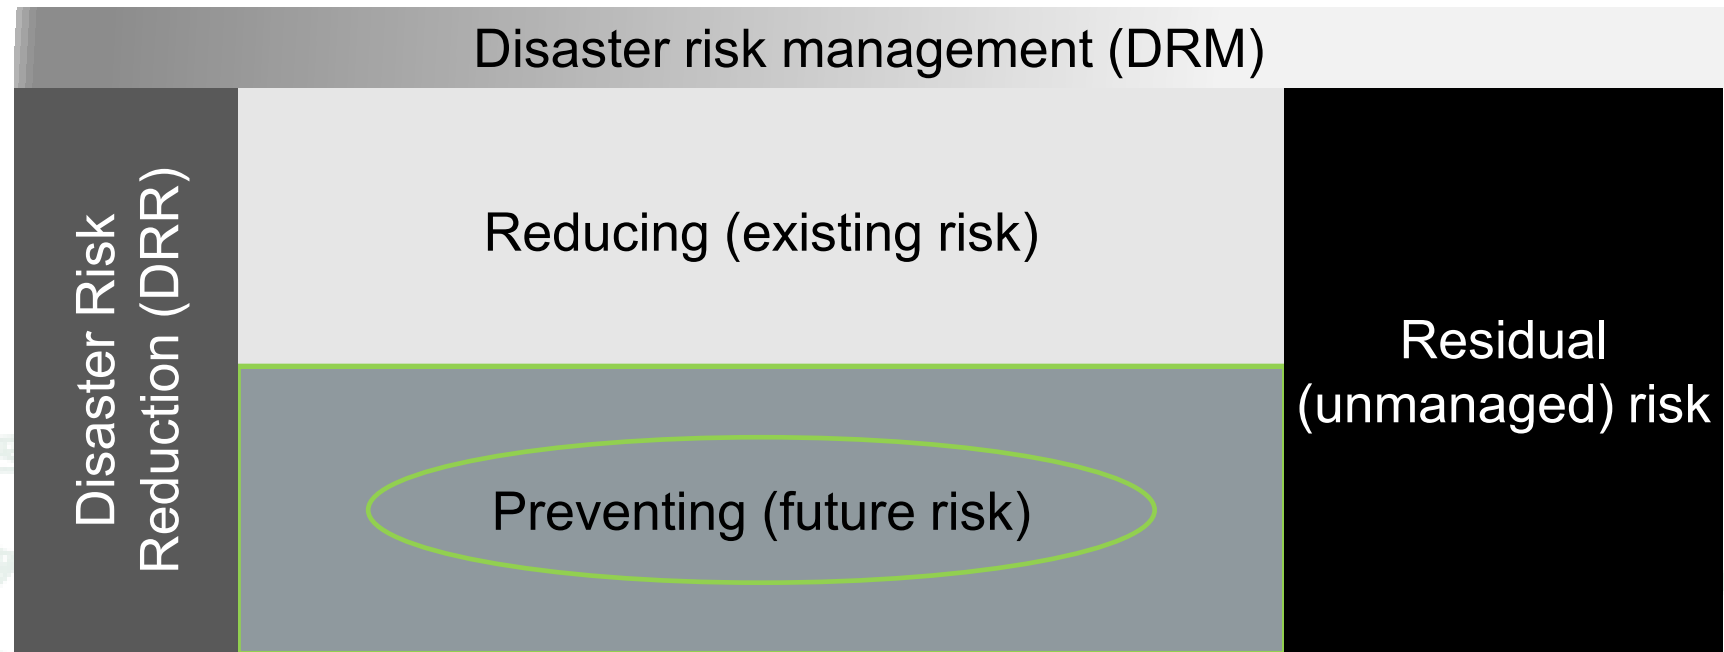 Disaster risk management (DRM)
Disaster Risk
Reduction (DRR)
Reducing (existing risk)
Preventing (future risk)
Residual
(unmanaged) risk